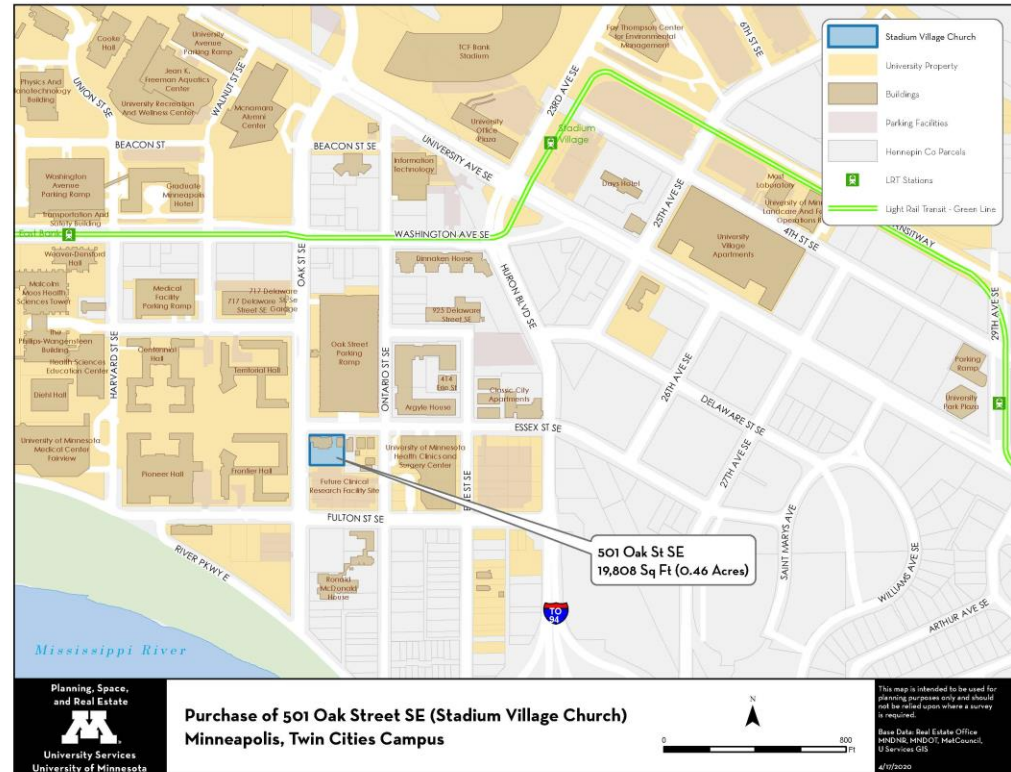 Cooke
Hall
University
Avenue
Parking Ramp
Physics And
Nanotechnology
Building
UNION ST SE
Jean K.
Freeman Aquatics
Center
University Recreation
And Wellness Center
WALNUT ST SE
Mcnamara
Alumni
Center
TCF Bank
Stadium
Fay Thompson Center
for Environmental
Management
6TH ST SE
23RD AVE SE
Stadium Village Church
University Property
Buildings
Parking Facilities
Hennepin Co Parcels
LRT Stations
Light Rail Transit - Green Line
BEACON ST
BEACON ST SE
University
Office
Plaza
UNIVERSITY AVE SE
Stadium
Village
Information
Technology
Washington
Avenue
Parking Ramp
Graduate
Minneapolis
Hotel
Transportation And
Safety Building
East Bank
Days Hotel
25TH AVE SE
University
Village
Apartments
Mast
Laboratory
4TH ST SE
WASHINGTON AVE SE
Weaver-Densford
Hall
Malcolm
Moos Health
Sciences Tower
Medical
Facility
Parking Ramp
OAK ST SE
717 Delaware
Street SE
717 Delaware
St Se
Garage
Dinnaken House
HURON BLVD SE
925 Delaware
Street SE
29TH AVE SE
The
Phillips-Wangensteen
Building
Health Sciences
Education Center
HARVARD ST SE
Centennial
Hall
Territorial Hall
Oak Street
Parking
Ramp
ONTARIO ST SE
414
Erie St
Argyle House
Classic City
Apartments
26TH AVE SE
DELAWARE ST SE
Parking
Ramp
University
Park Plaza
Diehl Hall
University of Minnesota
Medical Center
Fairview
Pioneer Hall
Frontier Hall
ESSEX ST SE
University of Minnesota
Health Clinics and
Surgery Center
Future Clinical
Research Facility Site
27TH AVE SE
FULTON ST SE
RIVER PKWY E
Ronald
McDonald
House
501 Oak St SE
19,808 Sq Ft (0.46 Acres)
SAINT MARYS AVE
WILLIAMS AVE SE
ARTHUR AVE SE
TO
94
Mississippi River
Planning, Space,
and Real Estate
M
University Services
University of Minnesota
Purchase of 501 Oak Street SE (Stadium Village Church)
Minneapolis, Twin Cities Campus
N
0 800
Ft
This map is intended to be used for
planning purposes only and should
not be relied upon where a survey
is required.
Base Data: Real Estate Office
MNDNR, MNDOT, MetCouncil,
U Services GIS
4/17/2020